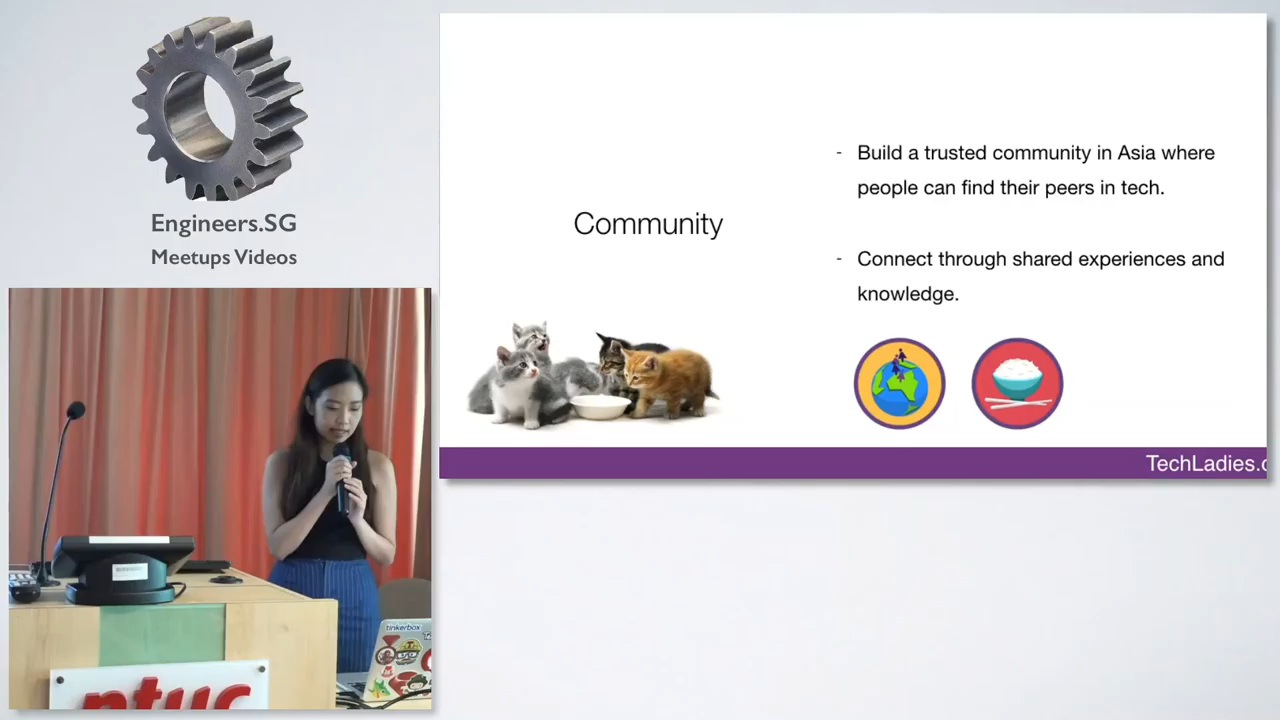 Engineers.SG
Meetups Videos
Community
- Build a trusted community in Asia where
people can find their peers in tech.
- Connect through shared experiences and
knowledge.
TechLadies.c
tinkerbox
ntuc